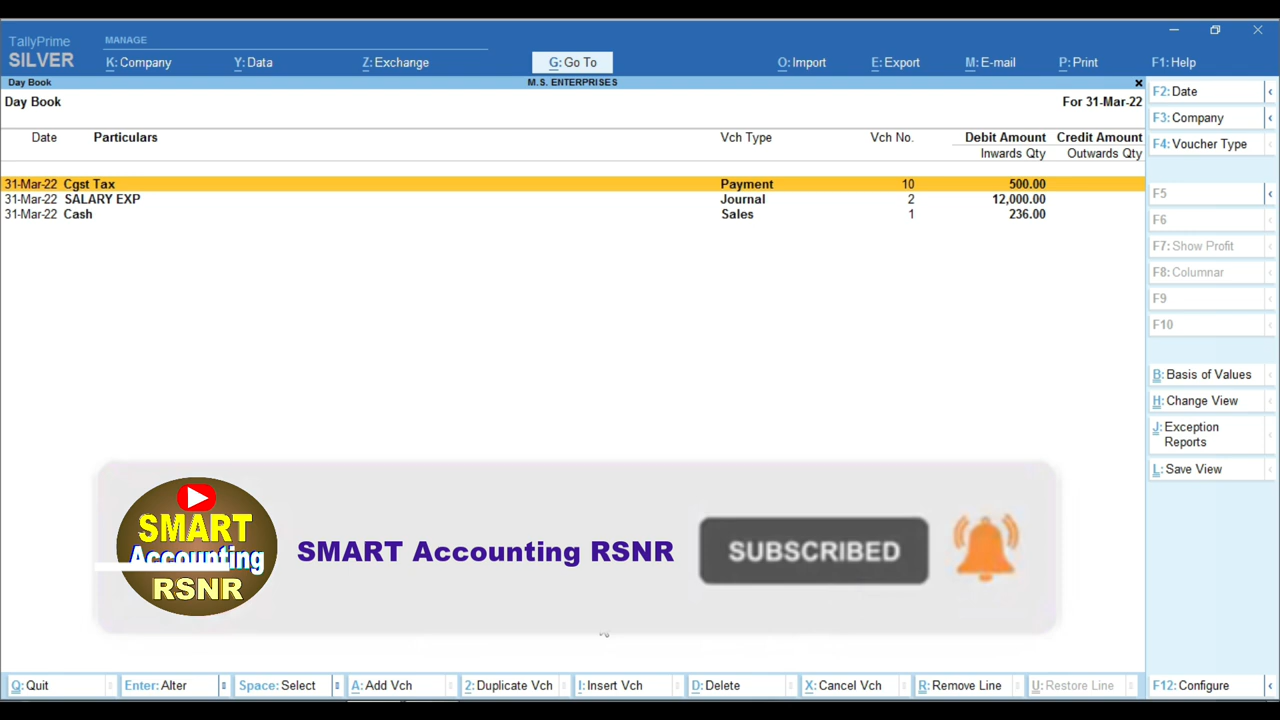 TallyPrime
SILVER
MANAGE
K: Company
Y: Data
Z: Exchange
G: Go To
O: Import
E: Export
M: E-mail
P: Print
F1: Help
Day Book
M.S. ENTERPRISES
Day Book
For 31-Mar-22
Date Particulars Vch Type Vch No. Debit Amount Credit Amount
Inwards Qty Outwards Qty
31-Mar-22 Cgst Tax Payment 10 500.00
31-Mar-22 SALARY EXP Journal 2 12,000.00
31-Mar-22 Cash Sales 1 236.00
F2: Date
F3: Company
F4: Voucher Type
F5
F6
F7: Show Profit
F8: Columnar
F9
F10
B: Basis of Values
H: Change View
J: Exception
Reports
L: Save View
SMART
Accounting
RSNR
SMART Accounting RSNR
SUBSCRIBED
Q: Quit
Enter: Alter
Space: Select
A: Add Vch
2: Duplicate Vch
I: Insert Vch
D: Delete
X: Cancel Vch
R: Remove Line
U: Restore Line
F12: Configure